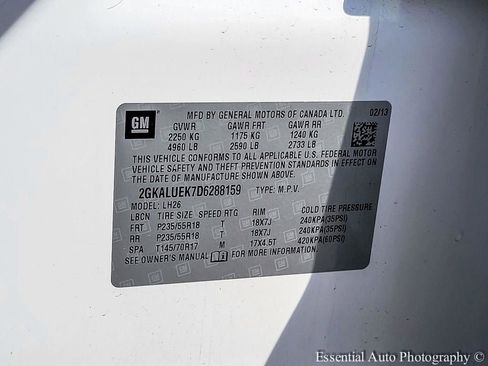 GM
MFD BY GENERAL MOTORS OF CANADA LTD. 02/13
GVWR GAWR FRT GAWR RR
2250 KG 1175 KG 1240 KG
4960 LB 2590 LB 2733 LB
THIS VEHICLE CONFORMS TO ALL APPLICABLE U.S. FEDERAL MOTOR
VEHICLE SAFETY, BUMPER, AND THEFT PREVENTION STANDARDS IN
EFFECT ON THE DATE OF MANUFACTURE SHOWN ABOVE.
2GKALUEK7D6288159 TYPE: M.P.V.
MODEL: LH26
LBCN TIRE SIZE SPEED RTG RIM COLD TIRE PRESSURE
FRT P235/55R18 T 18X7J 240KPA(35PSI)
RR P235/55R18 T 18X7J 240KPA(35PSI)
SPA T145/70R17 M 17X4.5T 420KPA(60PSI)
SEE OWNER'S MANUAL
Essential Auto Photography ©